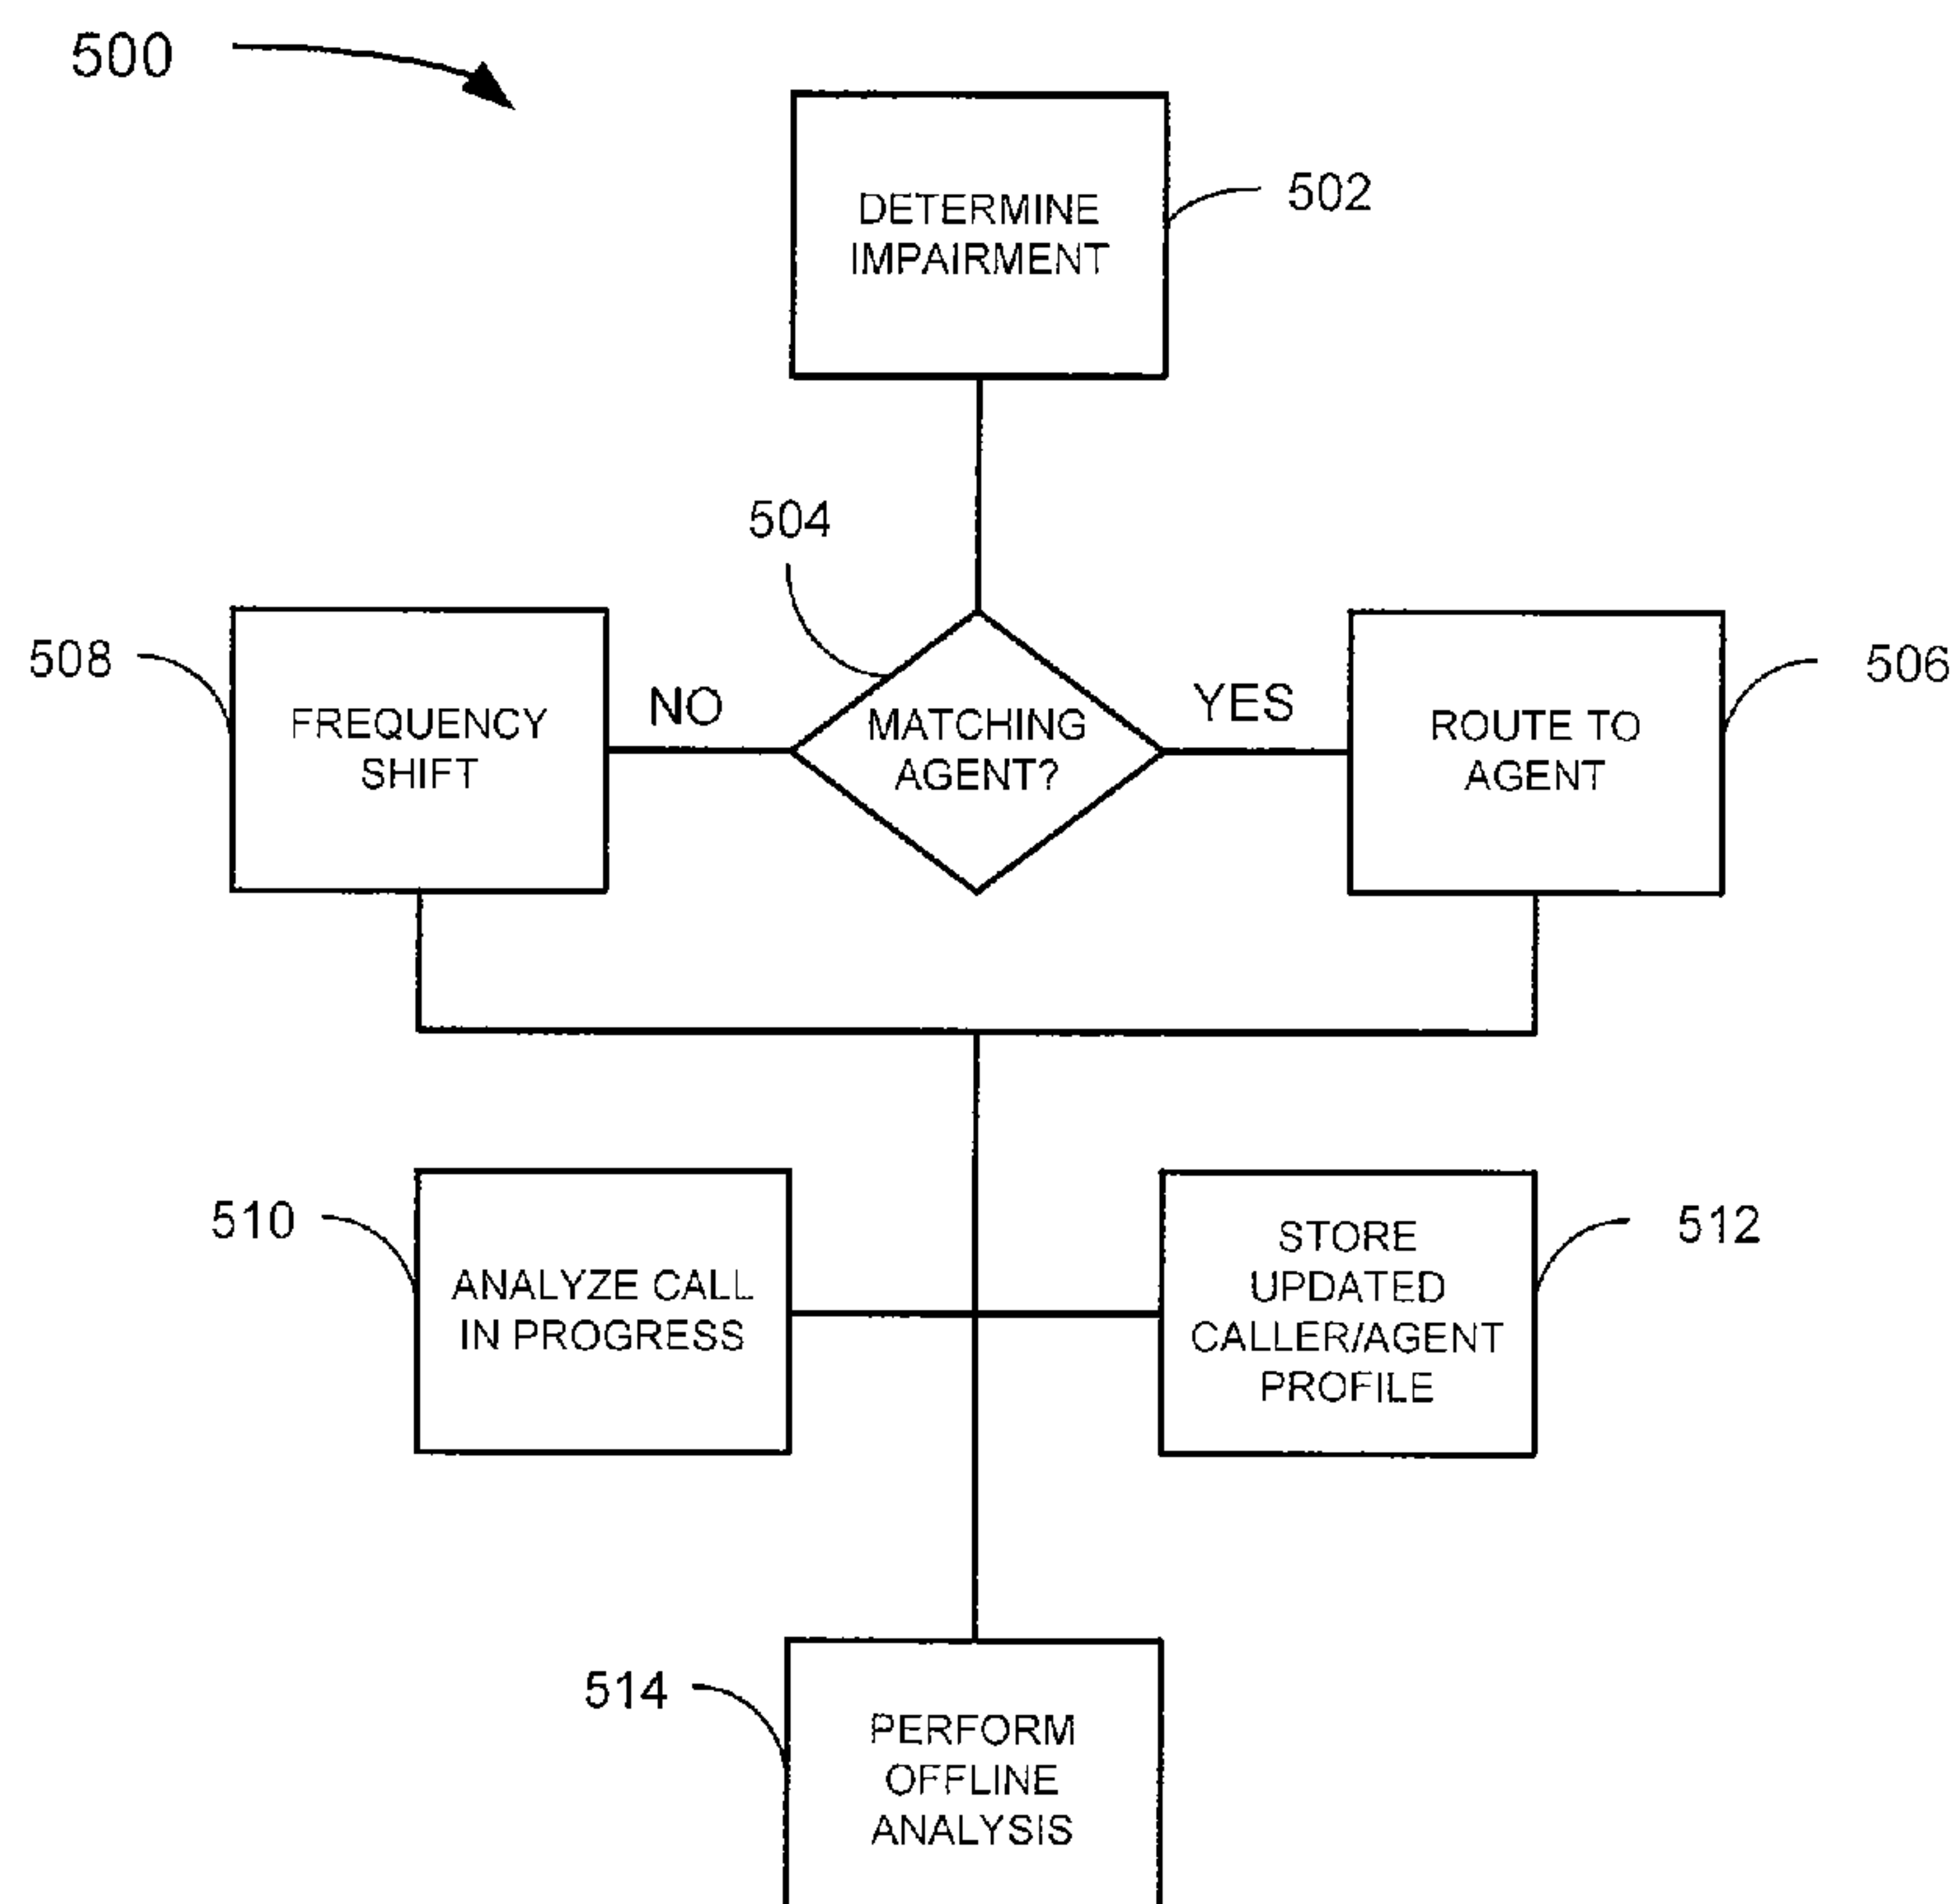 500
DETERMINE
IMPAIRMENT
502
504
508
FREQUENCY
SHIFT
NO
MATCHING
AGENT?
YES
ROUTE TO
AGENT
506
510
ANALYZE CALL
IN PROGRESS
STORE
UPDATED
CALLER/AGENT
PROFILE
512
514
PERFORM
OFFLINE
ANALYSIS